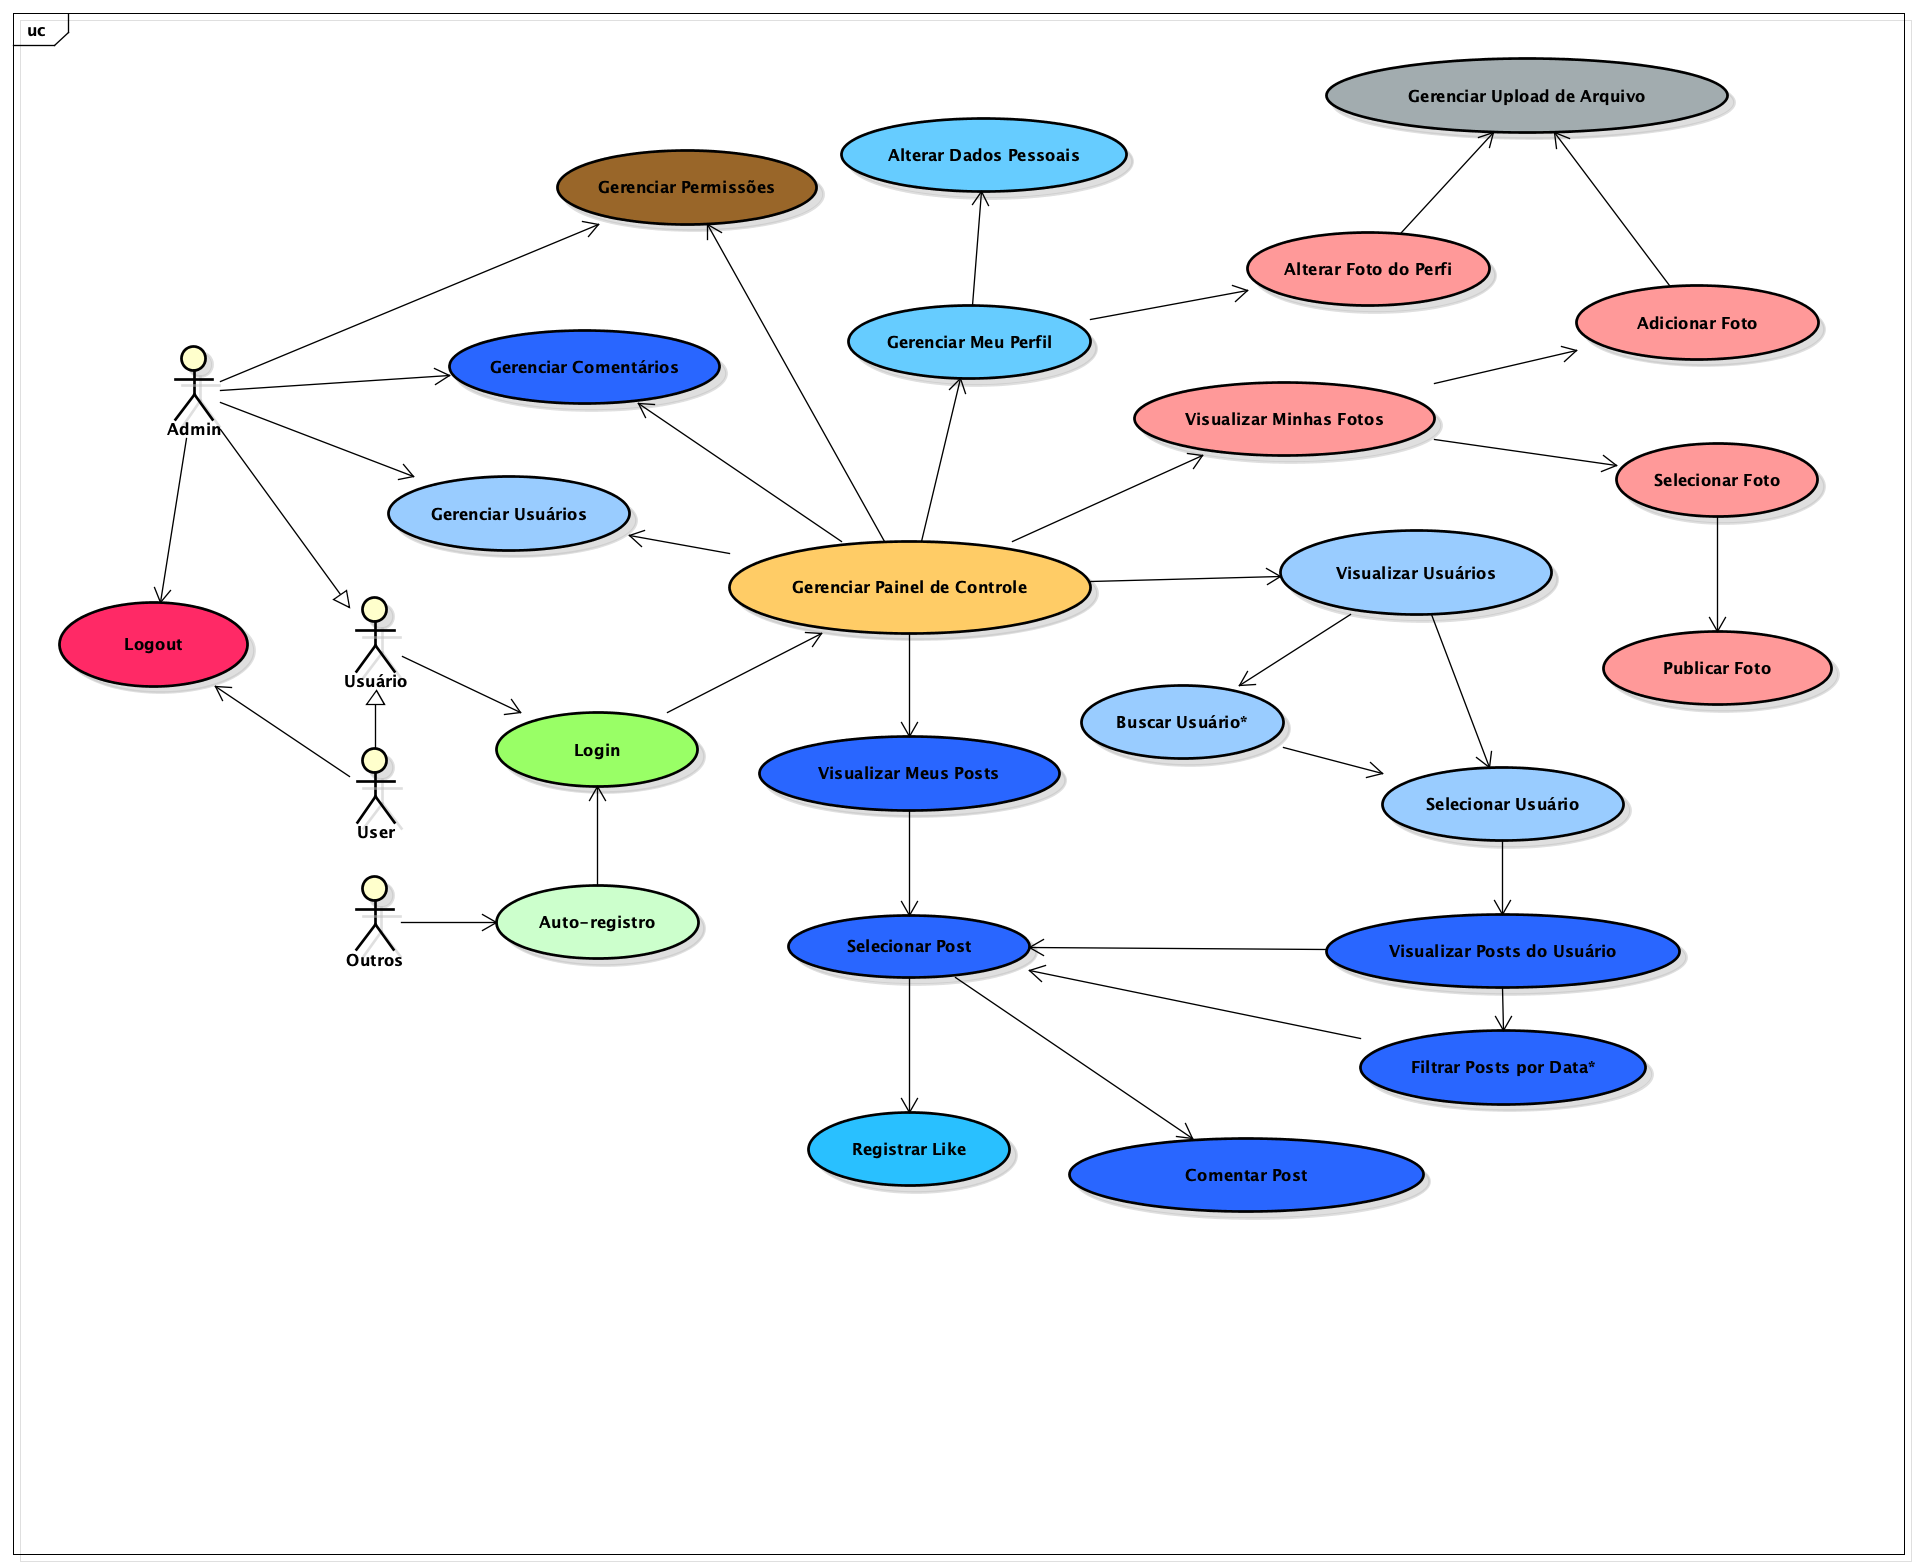 uc
Gerenciar Upload de Arquivo
Alterar Dados Pessoais
Gerenciar Permissões
Alterar Foto do Perfi
Adicionar Foto
Gerenciar Meu Perfil
Gerenciar Comentários
Visualizar Minhas Fotos
Admin
Selecionar Foto
Gerenciar Usuários
Visualizar Usuários
Gerenciar Painel de Controle
Logout
Publicar Foto
Usuário
Buscar Usuário*
Login
Visualizar Meus Posts
Selecionar Usuário
User
Auto-registro
Selecionar Post
Visualizar Posts do Usuário
Outros
Filtrar Posts por Data*
Registrar Like
Comentar Post